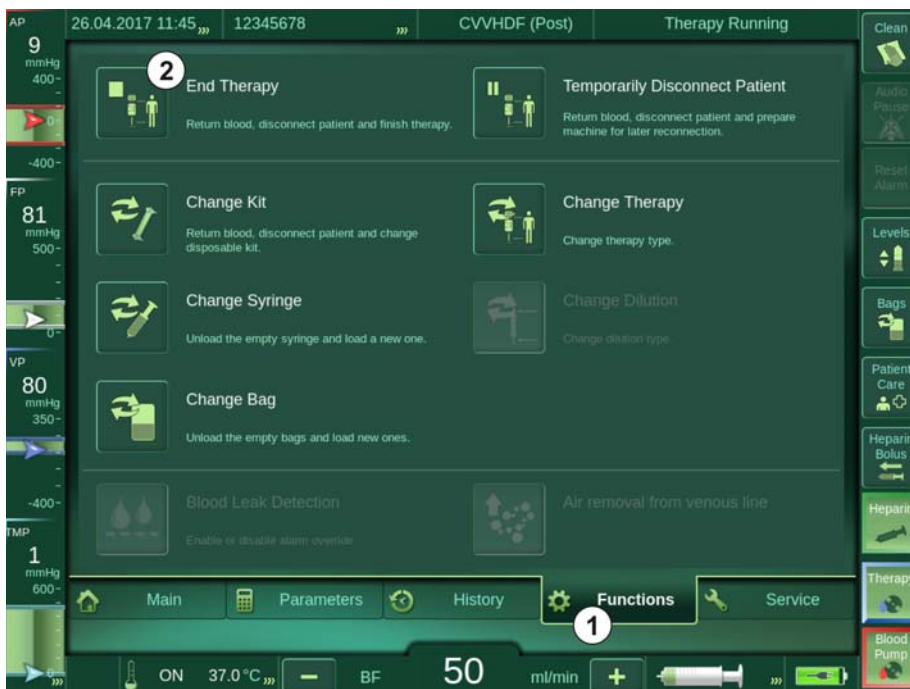 26.04.2017 11:45
12345678
CVVHDF (Post)
Therapy Running
AP
9
mmHg
400
0
-400
FP
81
mmHg
500
0
VP
80
mmHg
350
-400
TMP
1
mmHg
600
0
2
End Therapy
Return blood, disconnect patient and finish therapy.
Temporarily Disconnect Patient
Return blood, disconnect patient and prepare
machine for later reconnection.
Change Kit
Return blood, disconnect patient and change
disposable kit.
Change Therapy
Change therapy type.
Change Syringe
Unload the empty syringe and load a new one.
Change Dilution
Change dilution type.
Change Bag
Unload the empty bags and load new ones.
Blood Leak Detection
Enable or disable alarm override
Air removal from venous line
Main
Parameters
History
Functions
Service
1
ON
37.0 °C
BF
50
ml/min
Clean
Audio
Pause
Reset
Alarm
Levels
Bags
Patient
Care
Heparin
Bolus
Heparin
Therapy
Blood
Pump